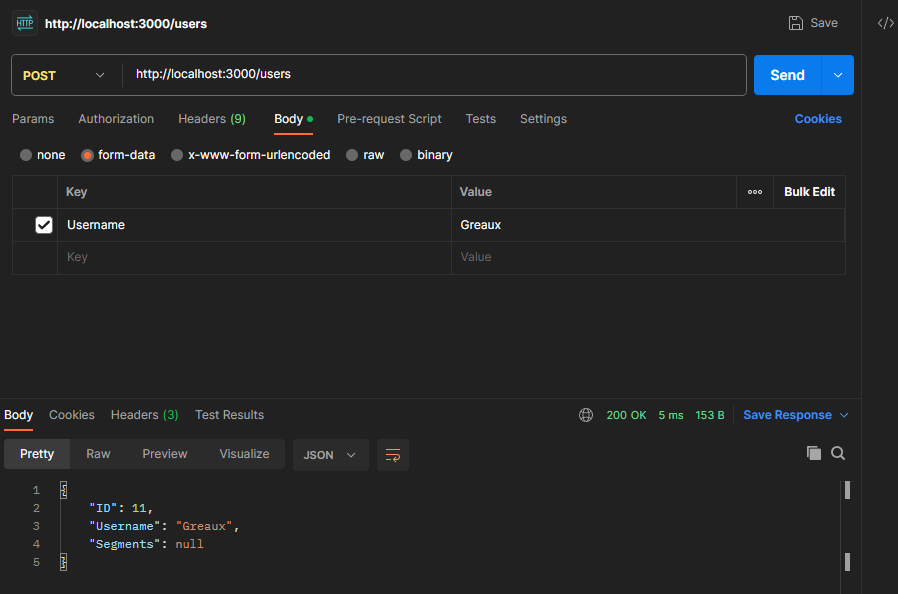 HTTP http://localhost:3000/users Save </>
POST http://localhost:3000/users Send
Params Authorization Headers (9) Body Pre-request Script Tests Settings Cookies
none form-data x-www-form-urlencoded raw binary
Key Value Bulk Edit
Username Greaux
Key Value
Body Cookies Headers (3) Test Results 200 OK 5 ms 153 B Save Response
Pretty Raw Preview Visualize JSON
1 {
2 "ID": 11,
3 "Username": "Greaux",
4 "Segments": null
5 }